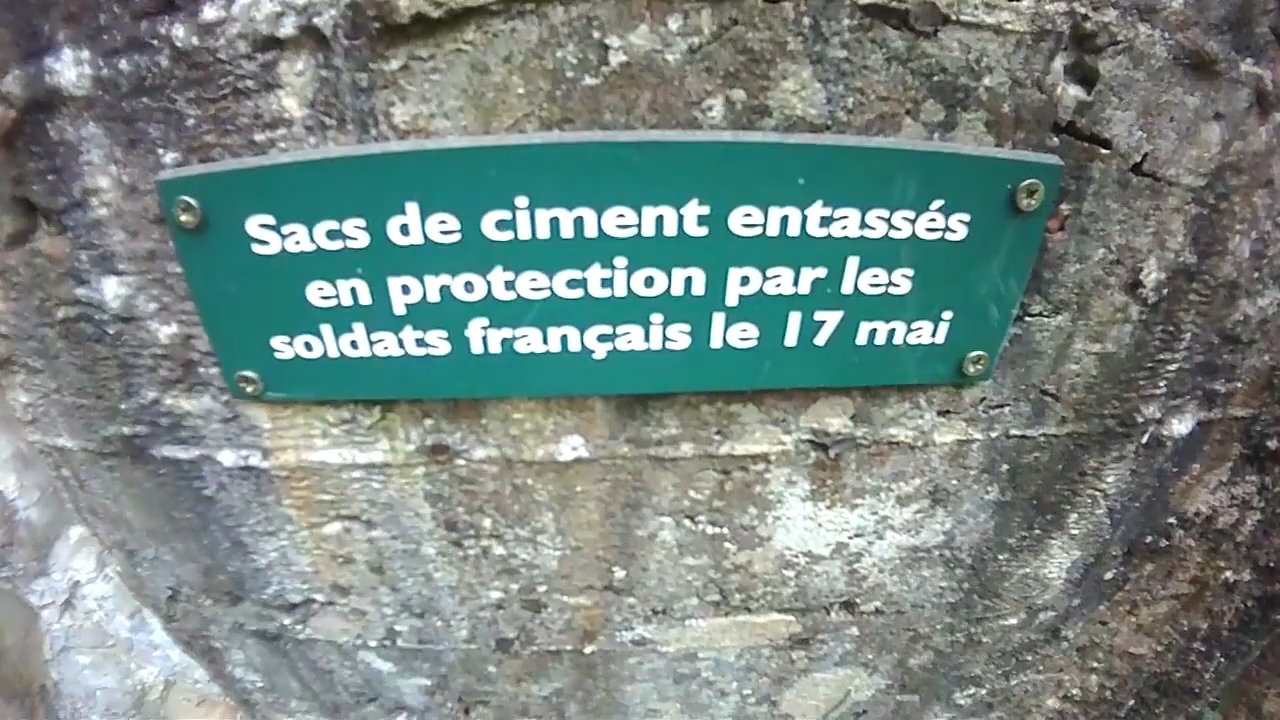 Sacs de ciment entassés
en protection par les
soldats français le 17 mai